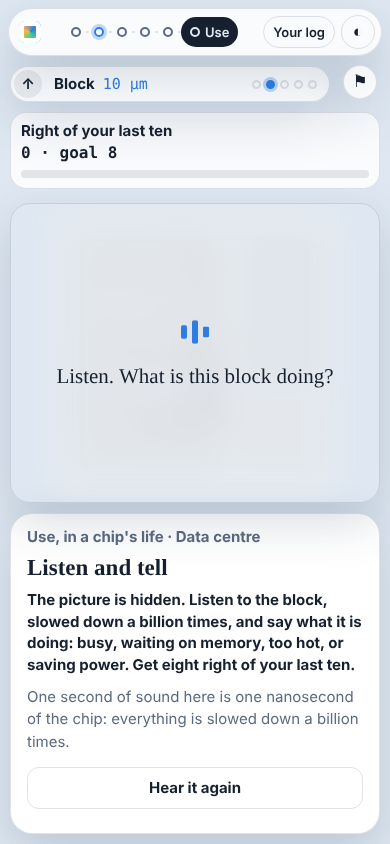 Use
Your log
Block 10 μm
Right of your last ten
0 · goal 8
Listen. What is this block doing?
Use, in a chip's life · Data centre
Listen and tell
The picture is hidden. Listen to the block,
slowed down a billion times, and say what it is
doing: busy, waiting on memory, too hot, or
saving power. Get eight right of your last ten.
One second of sound here is one nanosecond
of the chip: everything is slowed down a billion
times.
Hear it again